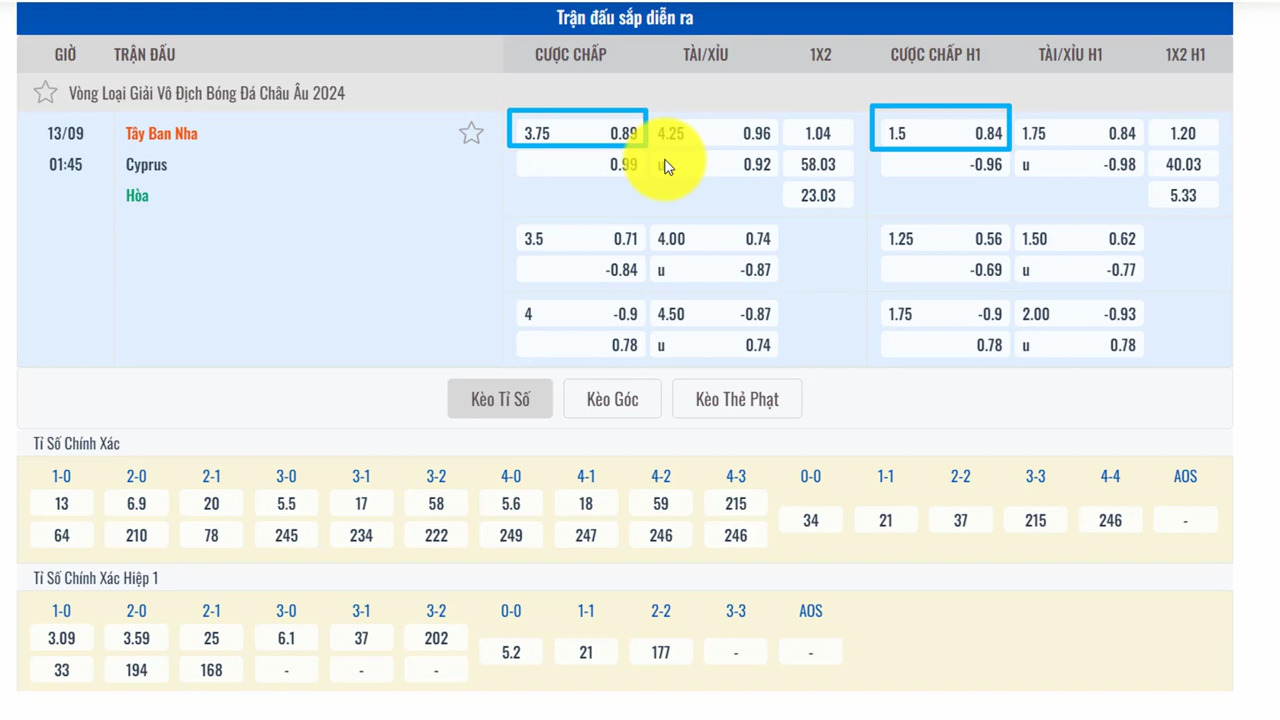 Trận đấu sắp diễn ra
GIỜ TRẬN ĐẤU CƯỢC CHẤP TÀI/XỈU 1X2 CƯỢC CHẤP H1 TÀI/XỈU H1 1X2 H1
Vòng Loại Giải Vô Địch Bóng Đá Châu Âu 2024
13/09 Tây Ban Nha 3.75 0.89 4.25 0.96 1.04 1.5 0.84 1.75 0.84 1.20
01:45 Cyprus 0.99 u 0.92 58.03 -0.96 u -0.98 40.03
Hòa 23.03 5.33
3.5 0.71 4.00 0.74 1.25 0.56 1.50 0.62
-0.84 u -0.87 -0.69 u -0.77
4 -0.9 4.50 -0.87 1.75 -0.9 2.00 -0.93
0.78 u 0.74 0.78 u 0.78
Kèo Tỉ Số Kèo Góc Kèo Thẻ Phạt
Tỉ Số Chính Xác
1-0 2-0 2-1 3-0 3-1 3-2 4-0 4-1 4-2 4-3 0-0 1-1 2-2 3-3 4-4 AOS
13 6.9 20 5.5 17 58 5.6 18 59 215
34 21 37 215 246 -
64 210 78 245 234 222 249 247 246 246
Tỉ Số Chính Xác Hiệp 1
1-0 2-0 2-1 3-0 3-1 3-2 0-0 1-1 2-2 3-3 AOS
3.09 3.59 25 6.1 37 202
5.2 21 177 - -
33 194 168 - - -